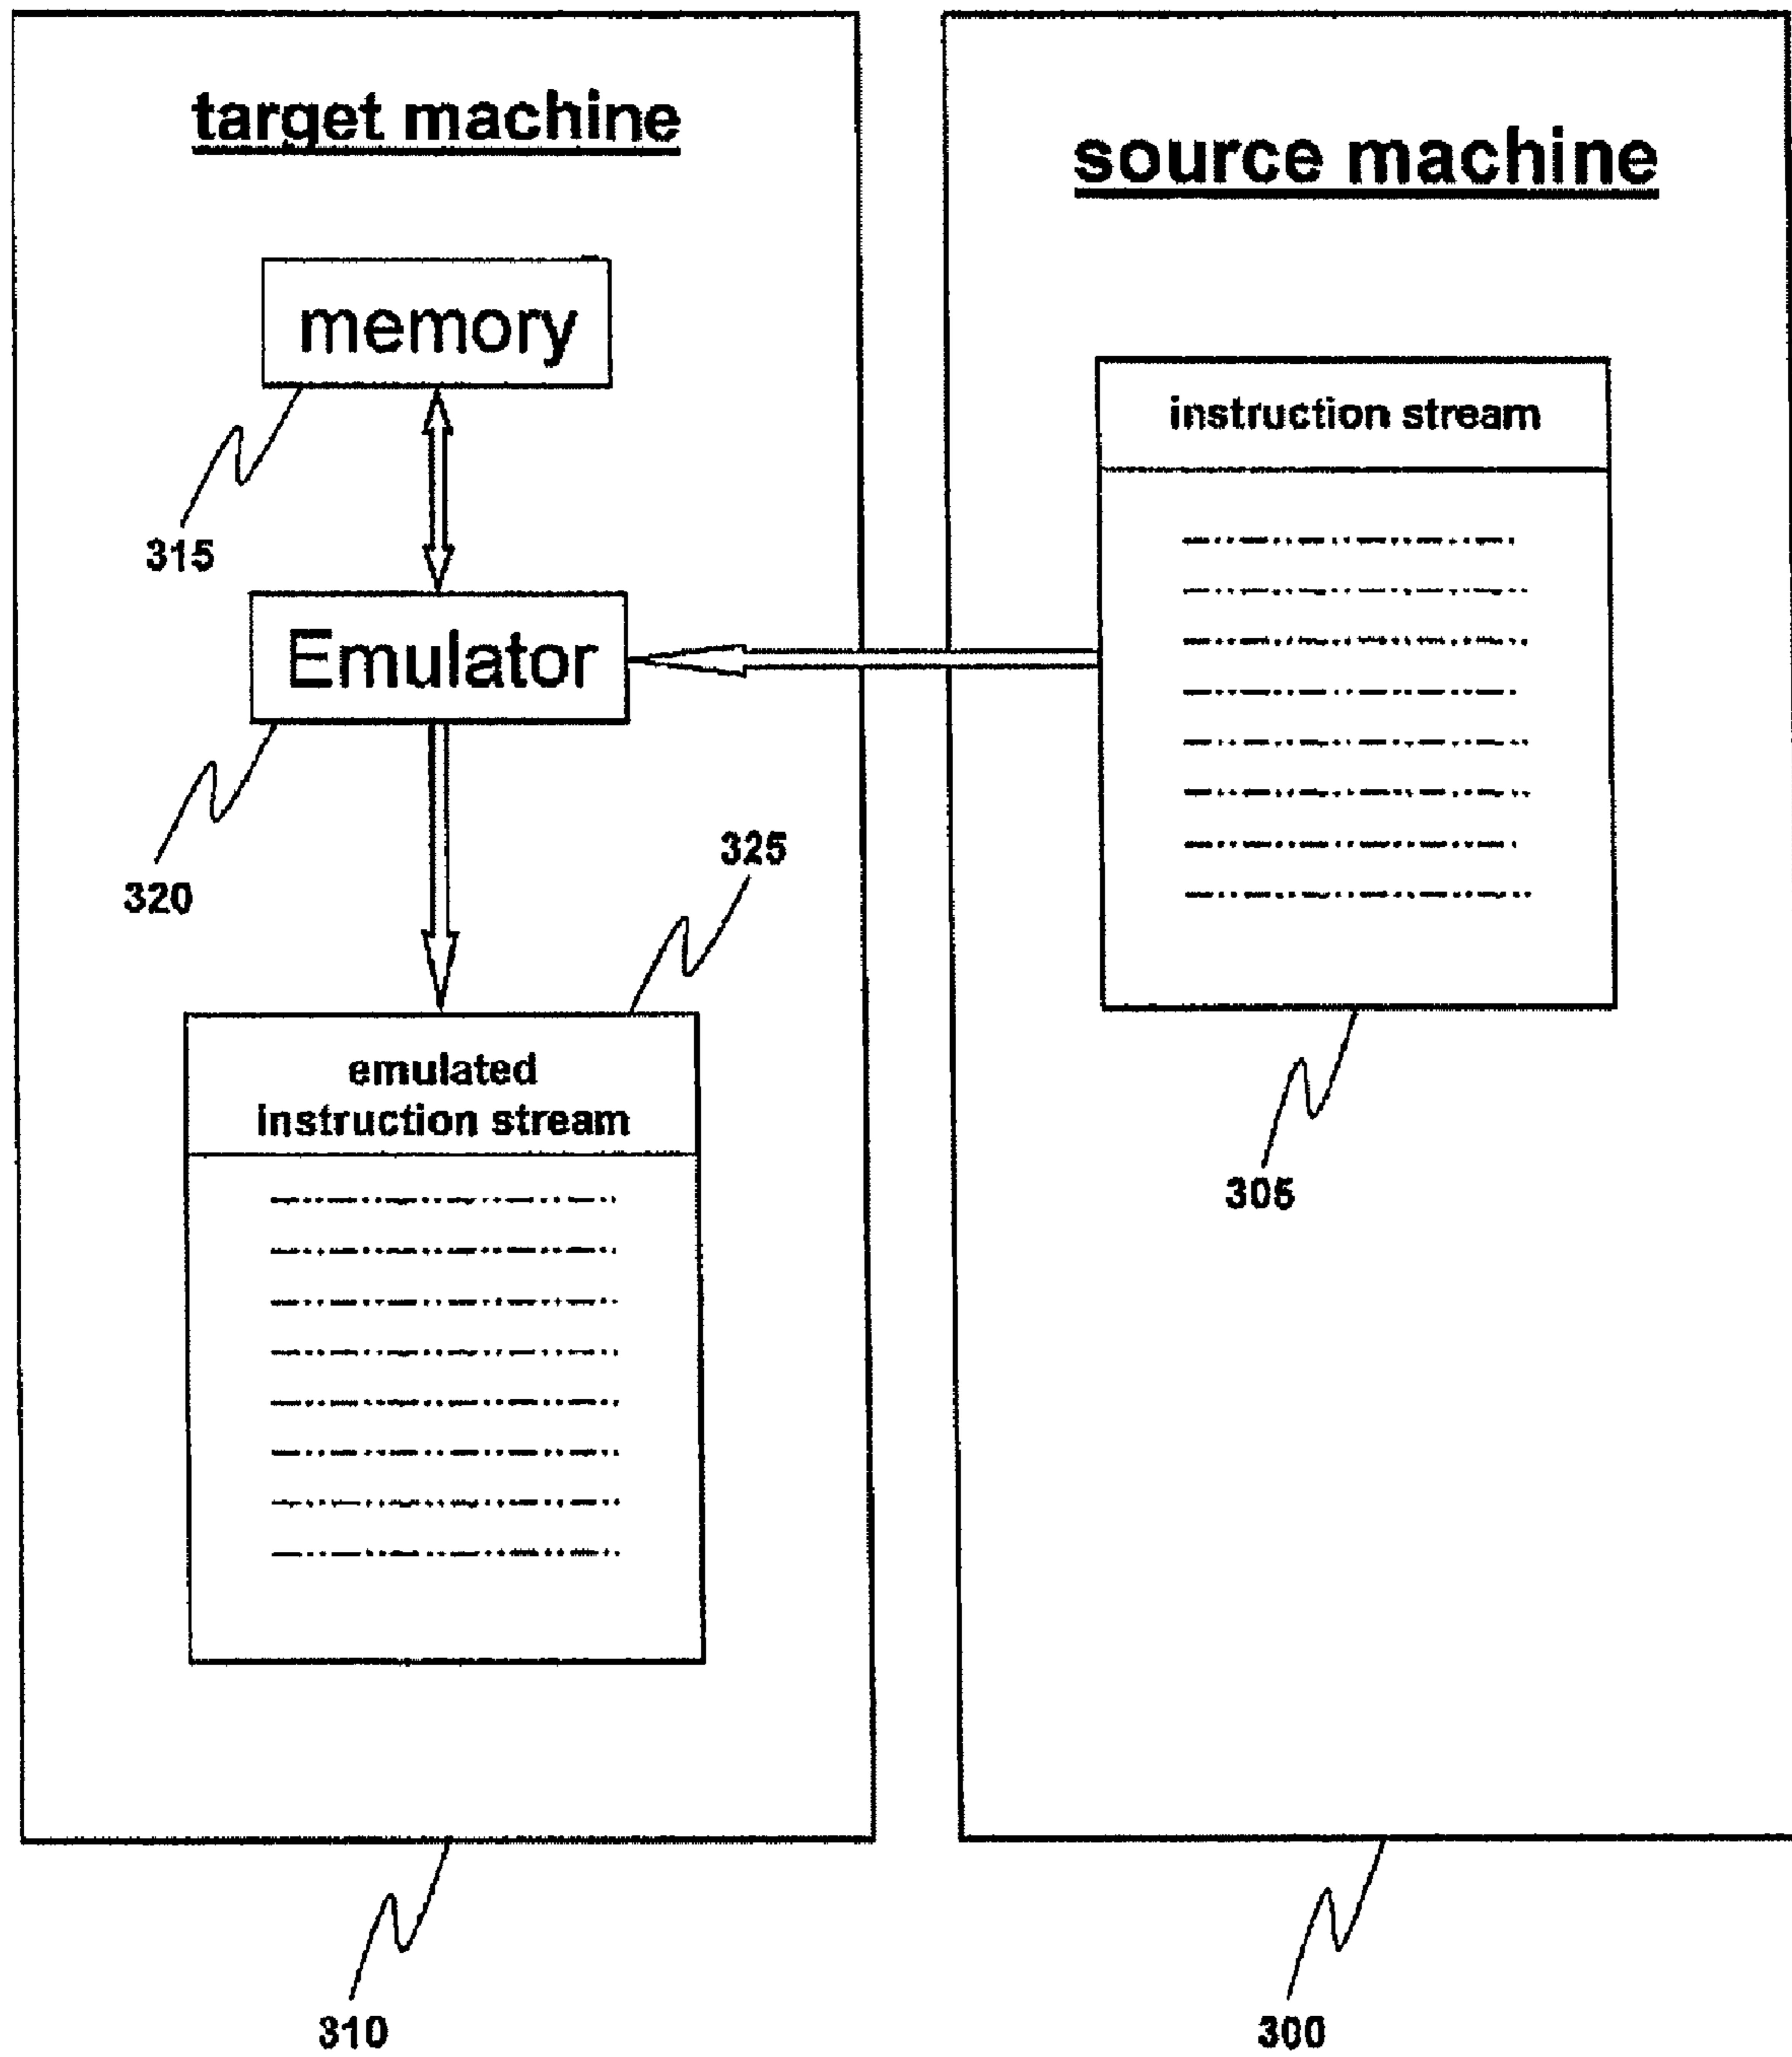 target machine
memory
315
Emulator
320
325
emulated
instruction stream
310
source machine
instruction stream
305
300